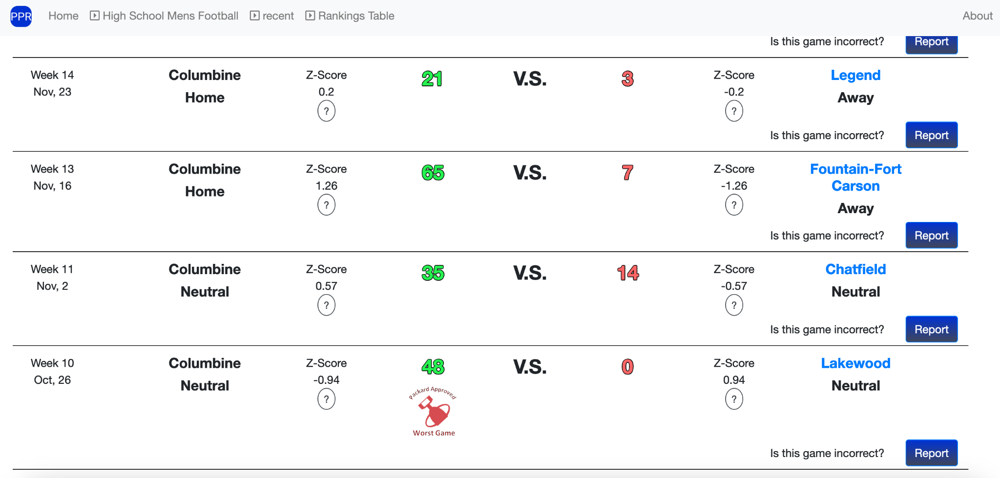 PPR Home High School Mens Football recent Rankings Table About
Is this game incorrect? Report
Week 14 Columbine Z-Score 21 V.S. 3 Z-Score Legend
Nov, 23 Home 0.2 -0.2 Away
? ?
Is this game incorrect? Report
Week 13 Columbine Z-Score 65 V.S. 7 Z-Score Fountain-Fort
Nov, 16 Home 1.26 -1.26 Carson
? ? Away
Is this game incorrect? Report
Week 11 Columbine Z-Score 35 V.S. 14 Z-Score Chatfield
Nov, 2 Neutral 0.57 -0.57 Neutral
? ?
Is this game incorrect? Report
Week 10 Columbine Z-Score 48 V.S. 0 Z-Score Lakewood
Oct, 26 Neutral -0.94 0.94 Neutral
? ?
Packard Approved
Worst Game
Is this game incorrect? Report